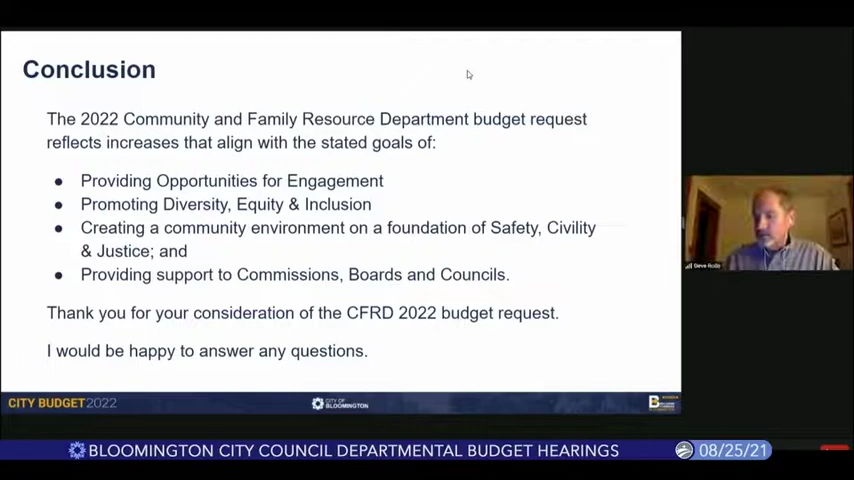 Conclusion
The 2022 Community and Family Resource Department budget request
reflects increases that align with the stated goals of:
● Providing Opportunities for Engagement
● Promoting Diversity, Equity & Inclusion
● Creating a community environment on a foundation of Safety, Civility
& Justice; and
● Providing support to Commissions, Boards and Councils.
Thank you for your consideration of the CFRD 2022 budget request.
I would be happy to answer any questions.
Dave Rollo
CITY BUDGET2022
CITY OF
BLOOMINGTON
BLOOMINGTON CITY COUNCIL DEPARTMENTAL BUDGET HEARINGS
08/25/21